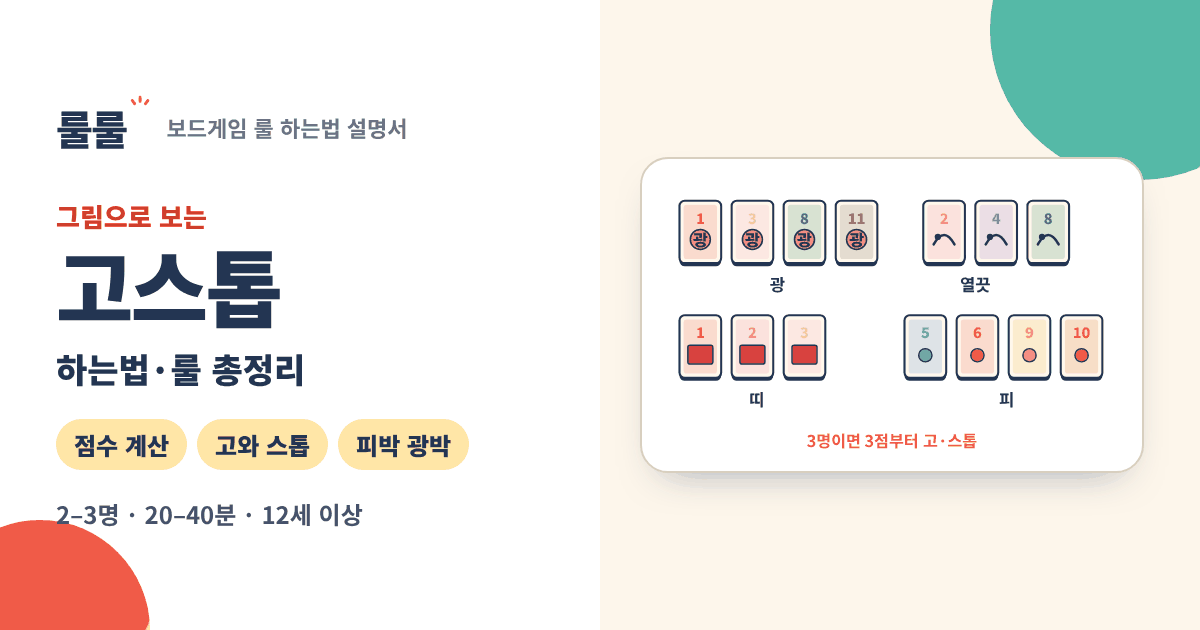 룰룰 보드게임 룰 하는법 설명서
그림으로 보는
고스톱
하는법·룰 총정리
점수 계산 고와 스톱 피박 광박
2–3명 · 20–40분 · 12세 이상
1 3 8 11 2 4 8
광 광 광 광
광 열끗
1 2 3 5 6 9 10
띠 피
3명이면 3점부터 고·스톱